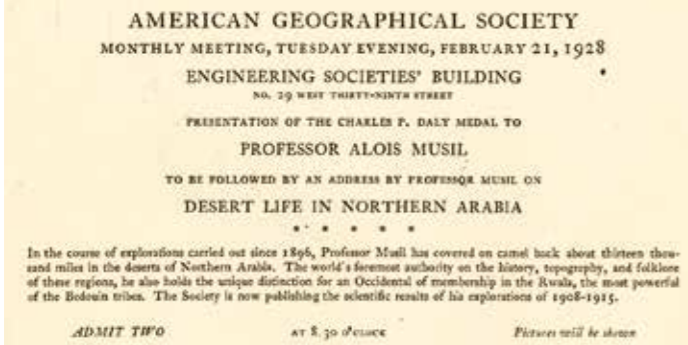 AMERICAN GEOGRAPHICAL SOCIETY
MONTHLY MEETING, TUESDAY EVENING, FEBRUARY 21, 1928
ENGINEERING SOCIETIES' BUILDING
NO. 29 WEST THIRTY-NINTH STREET
PRESENTATION OF THE CHARLES P. DALY MEDAL TO
PROFESSOR ALOIS MUSIL
TO BE FOLLOWED BY AN ADDRESS BY PROFESSOR MUSIL ON
DESERT LIFE IN NORTHERN ARABIA
* * * * *
In the course of explorations carried out since 1896, Professor Musil has covered on camel back about thirteen thou-
sand miles in the deserts of Northern Arabia. The world's foremost authority on the history, topography, and folklore
of these regions, he also holds the unique distinction for an Occidental of membership in the Rwala, the most powerful
of the Bedouin tribes. The Society is now publishing the scientific results of his explorations of 1908-1915.
ADMIT TWO AT 8.30 O'CLOCK Pictures will be shown